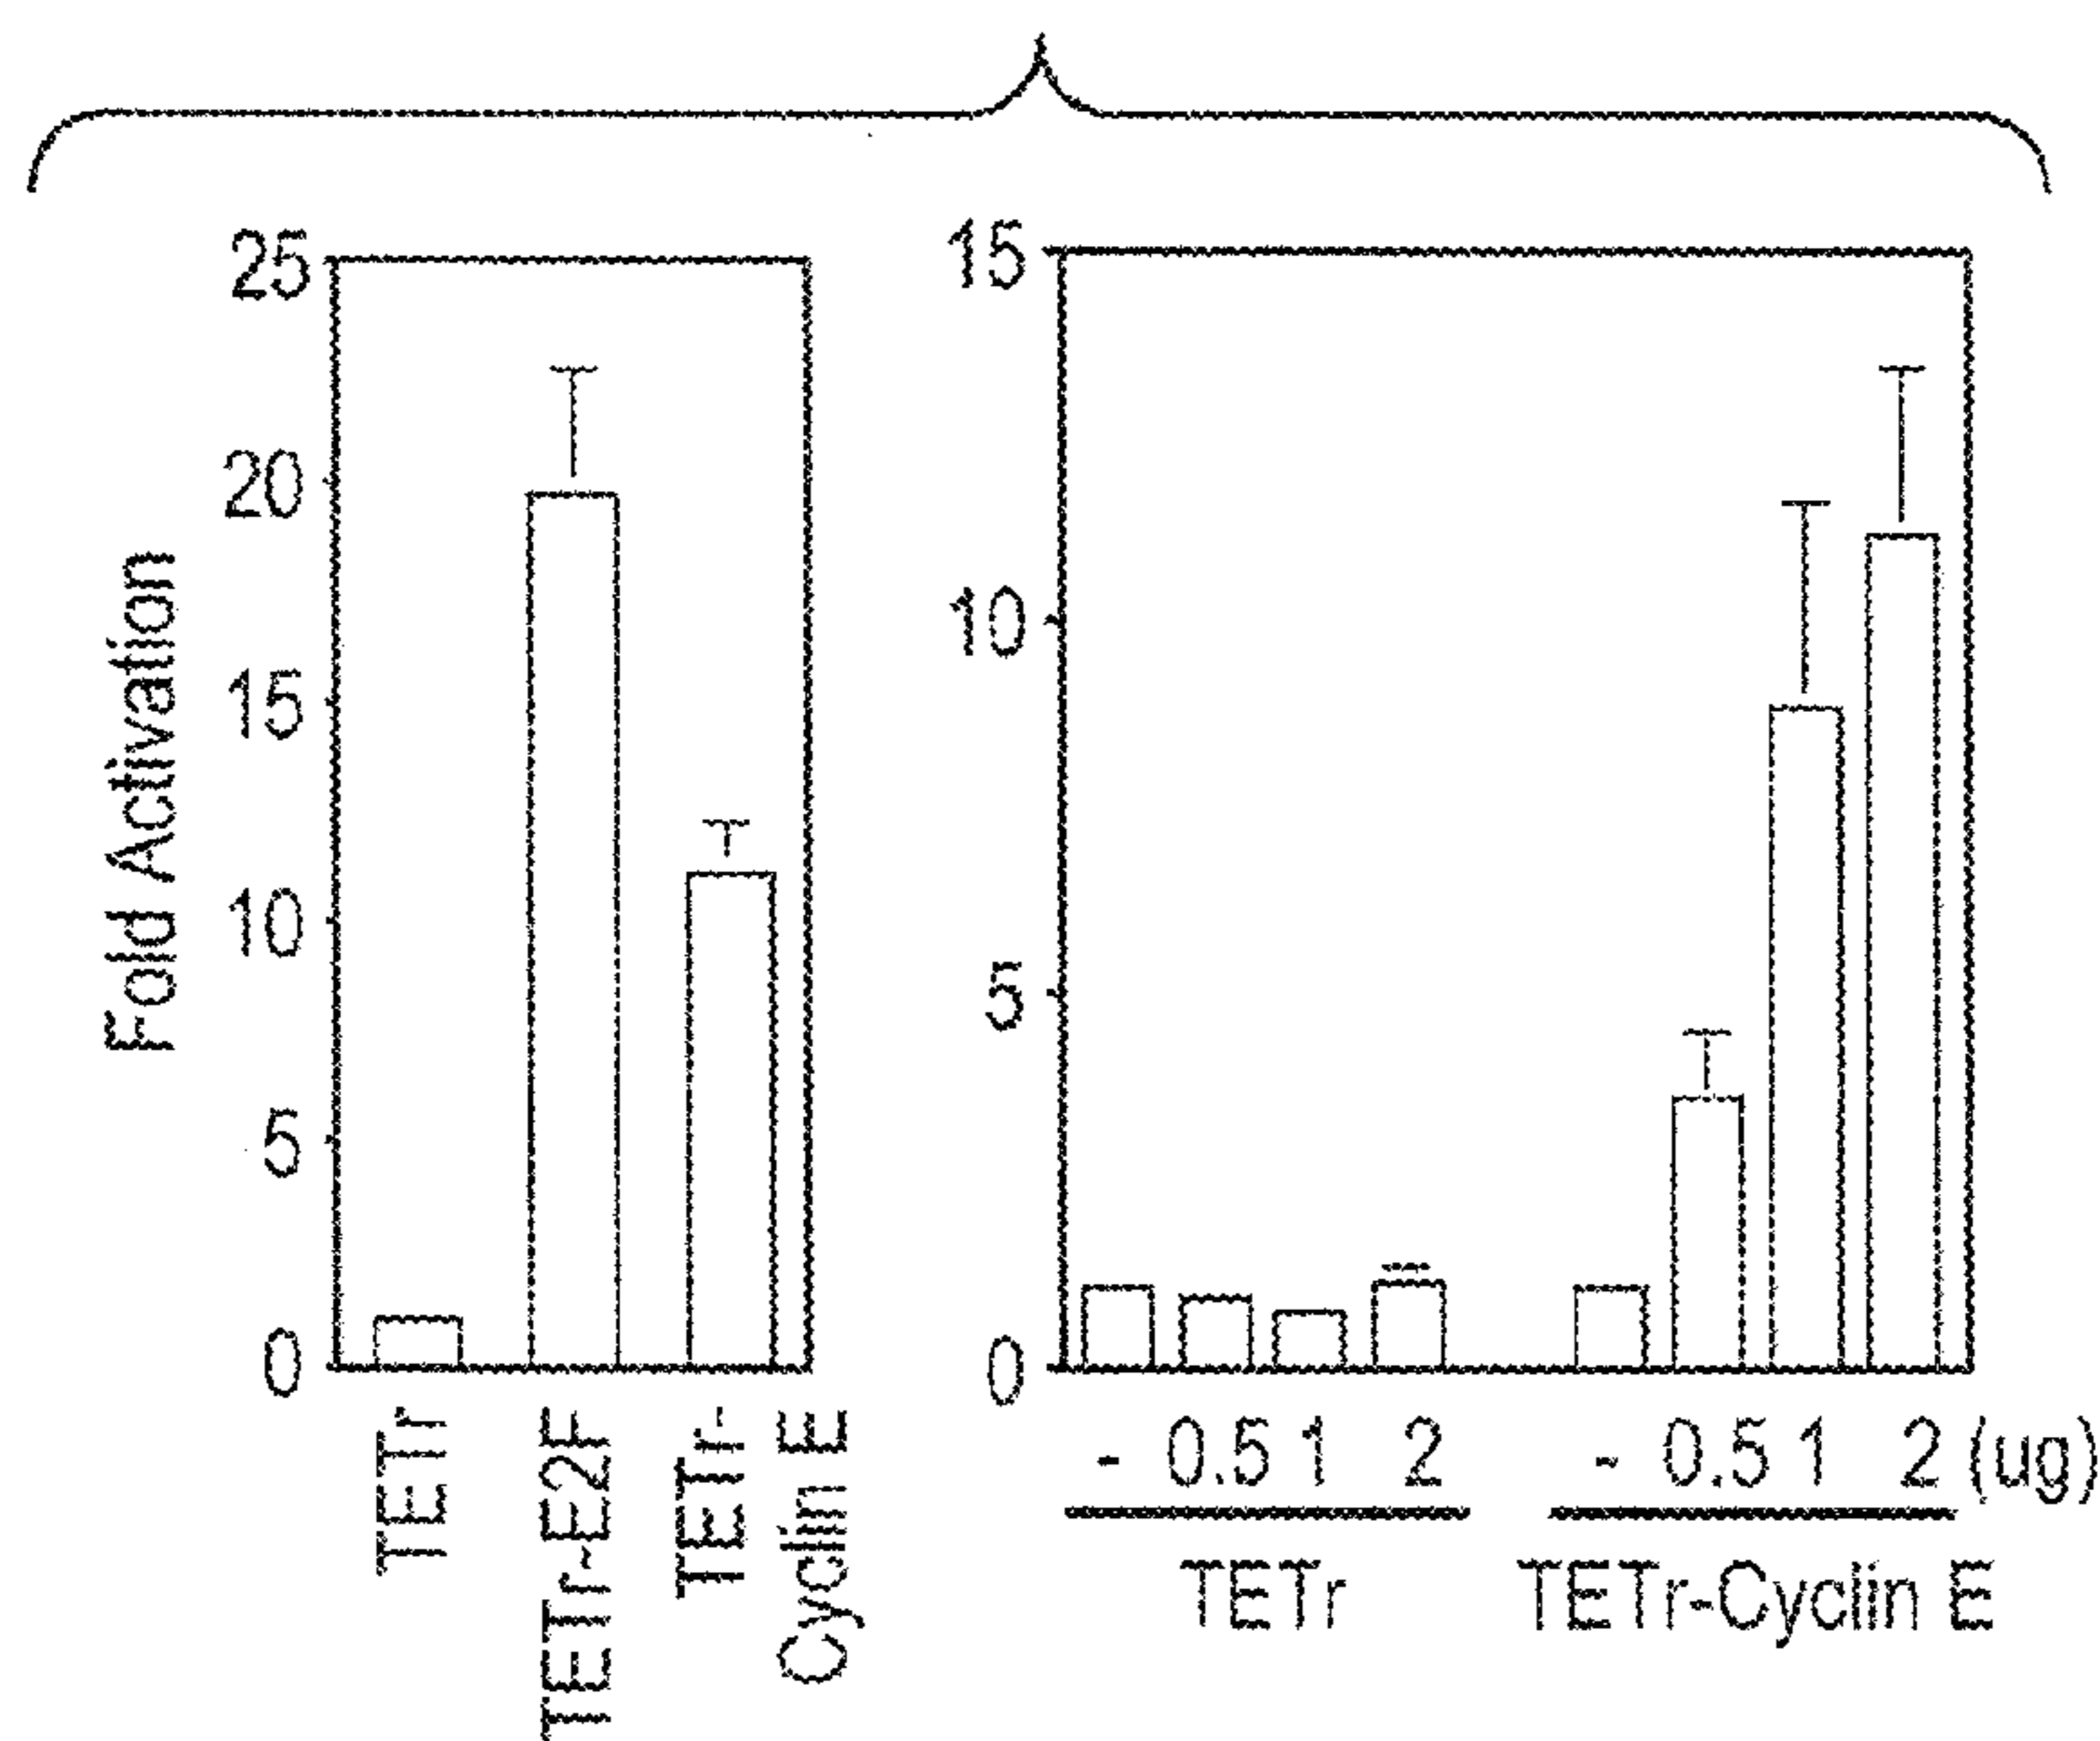 Fold Activation
25
20
15
10
5
0
TETr
TETr-E2F
TETr-
Cyclin E
15
10
5
0
- 0.5 1 2 - 0.5 1 2 (ug)
TETr TETr-Cyclin E